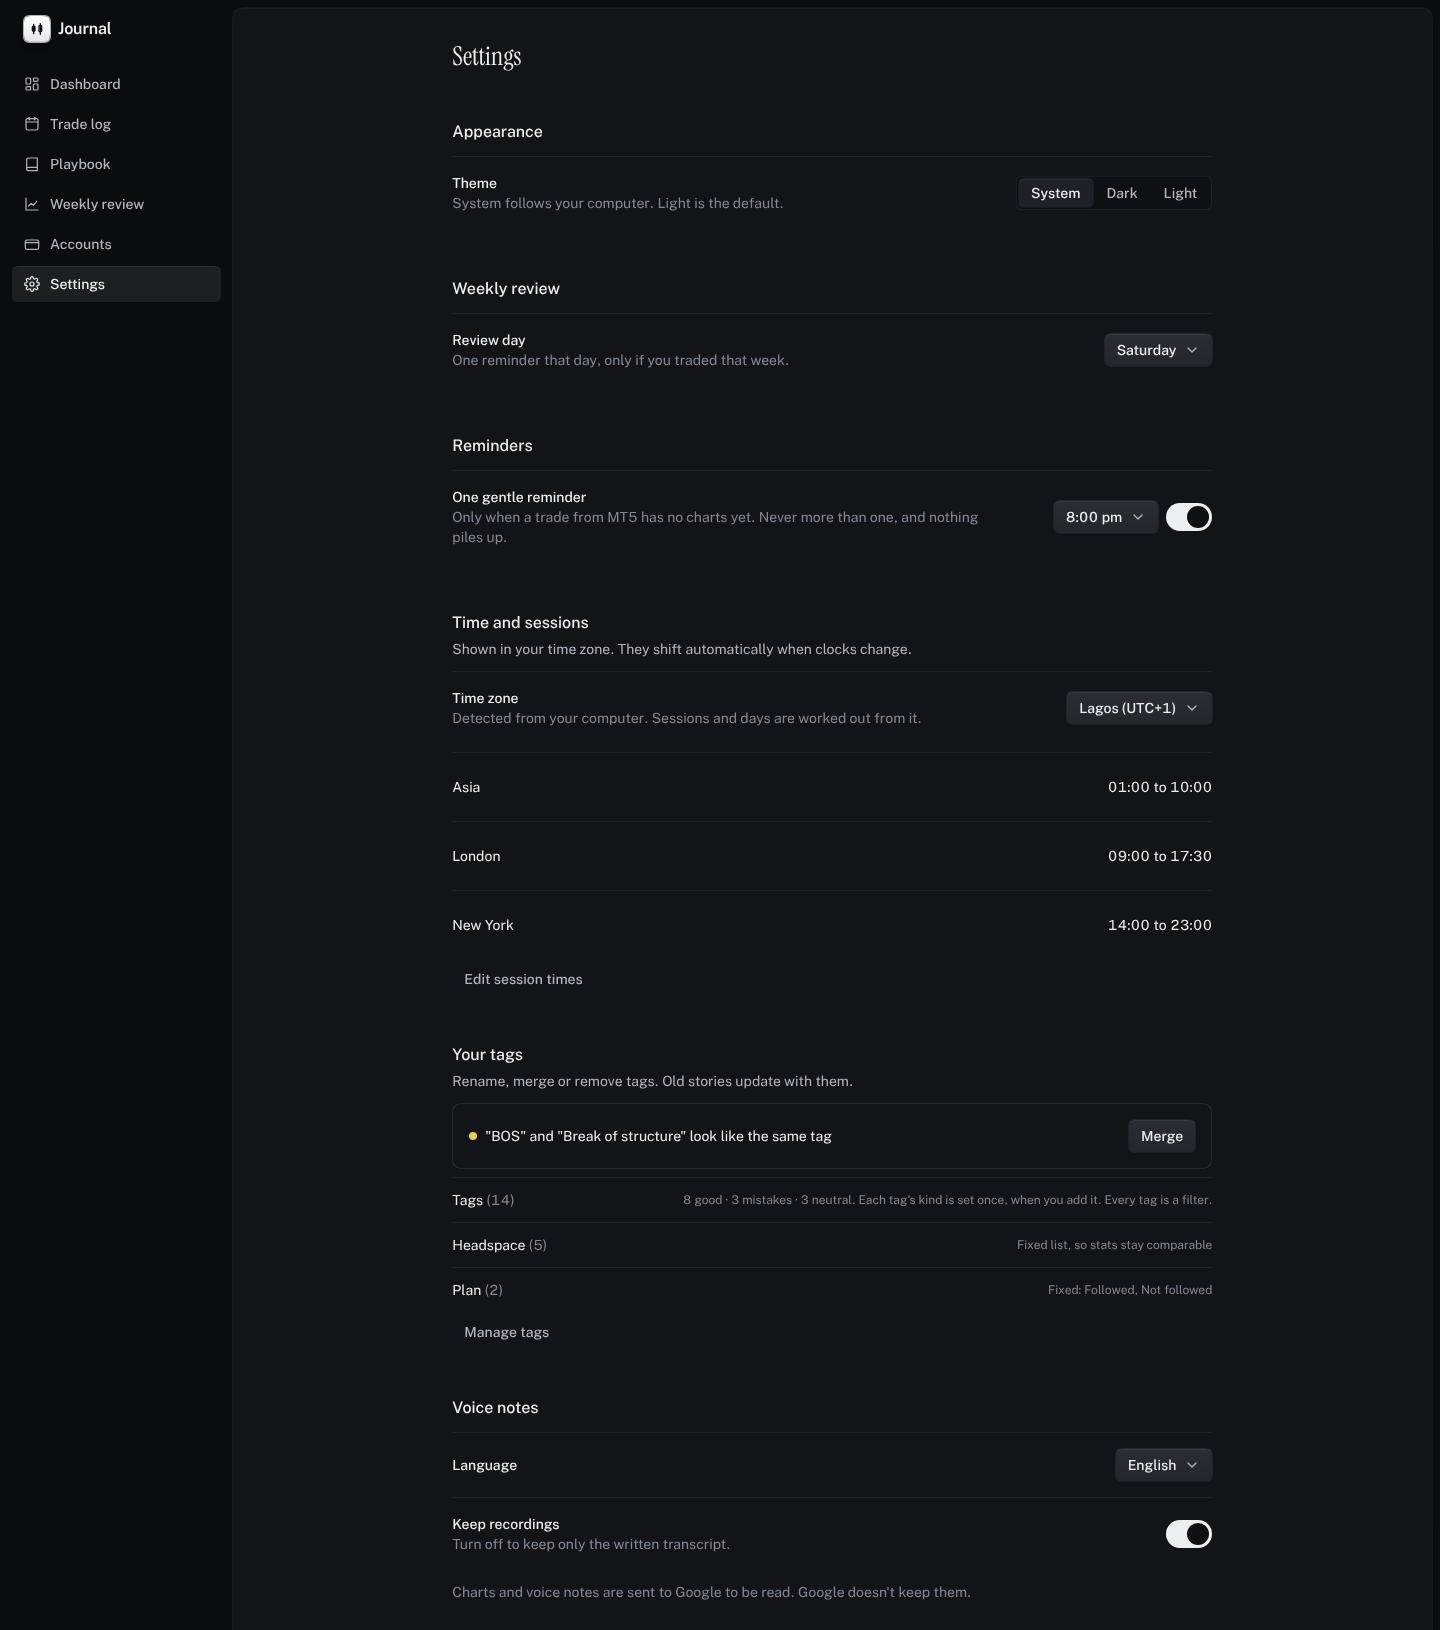 Journal
Dashboard
Trade log
Playbook
Weekly review
Accounts
Settings
Settings
Appearance
Theme
System follows your computer. Light is the default.
System Dark Light
Weekly review
Review day
One reminder that day, only if you traded that week.
Saturday
Reminders
One gentle reminder
Only when a trade from MT5 has no charts yet. Never more than one, and nothing
piles up.
8:00 pm
Time and sessions
Shown in your time zone. They shift automatically when clocks change.
Time zone
Detected from your computer. Sessions and days are worked out from it.
Lagos (UTC+1)
Asia 01:00 to 10:00
London 09:00 to 17:30
New York 14:00 to 23:00
Edit session times
Your tags
Rename, merge or remove tags. Old stories update with them.
"BOS" and "Break of structure" look like the same tag Merge
Tags (14) 8 good · 3 mistakes · 3 neutral. Each tag's kind is set once, when you add it. Every tag is a filter.
Headspace (5) Fixed list, so stats stay comparable
Plan (2) Fixed: Followed, Not followed
Manage tags
Voice notes
Language English
Keep recordings
Turn off to keep only the written transcript.
Charts and voice notes are sent to Google to be read. Google doesn't keep them.